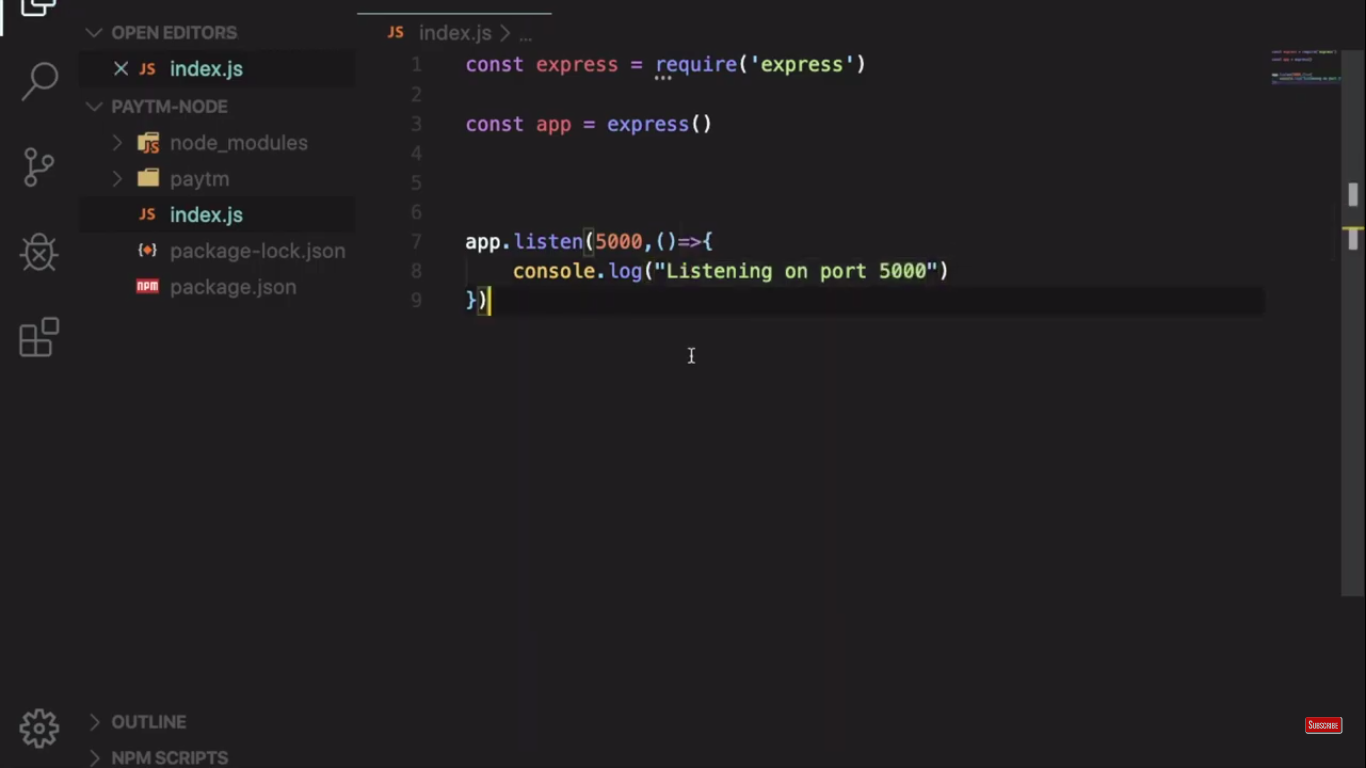 OPEN EDITORS
JS index.js
PAYTM-NODE
JS node_modules
paytm
JS index.js
package-lock.json
npm package.json
OUTLINE
NPM SCRIPTS
JS index.js > ...
1 const express = require('express')
2
3 const app = express()
4
5
6
7 app.listen(5000,()=>{
8 console.log("Listening on port 5000")
9 })
SUBSCRIBE